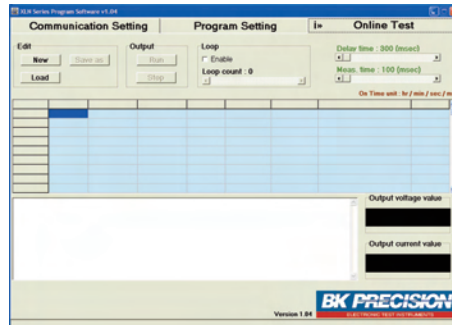 XLN Series Program Software v1.04
Communication Setting
Program Setting
i»
Online Test
Edit
New
Save as
Load
Output
Run
Stop
Loop
Enable
Loop count : 0
Delay time : 300 (msec)
Meas. time : 100 (msec)
On Time unit : hr / min / sec / m
Output voltage value
Output current value
Version 1.04
BK PRECISION
ELECTRONIC TEST INSTRUMENTS